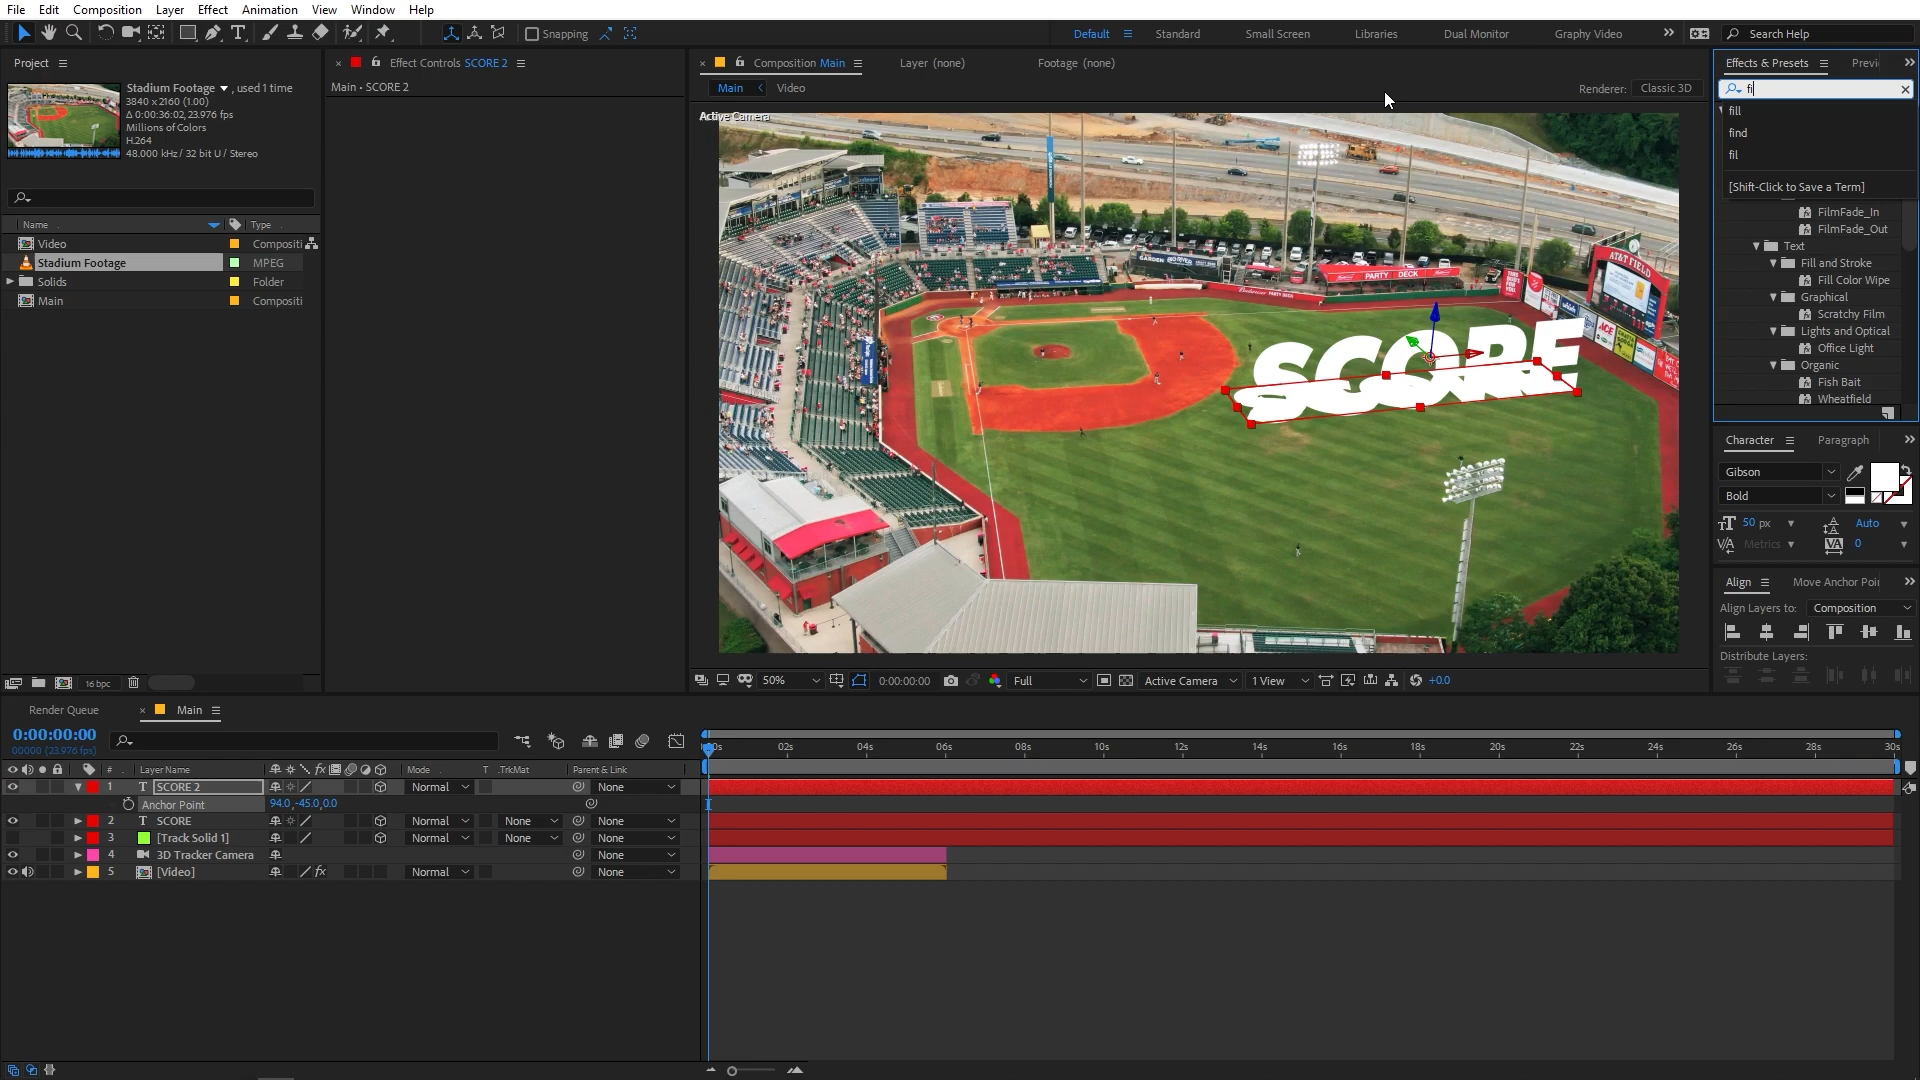 File Edit Composition Layer Effect Animation View Window Help
Snapping
Default Standard Small Screen Libraries Dual Monitor Graphy Video Search Help
Project
Stadium Footage , used 1 time
3840 x 2160 (1.00)
Δ 0:00:36:02, 23.976 fps
Millions of Colors
H.264
48.000 kHz / 32 bit U / Stereo
Name Type
Video Compositi
Stadium Footage MPEG
Solids Folder
Main Compositi
16 bpc
Effect Controls SCORE 2
Main • SCORE 2
Composition Main Layer (none) Footage (none)
Main Video Renderer: Classic 3D
Active Camera
GARDEN
PARTY DECK
AT&T FIELD
ACE
SCORE
SCORE
50% 0:00:00:00 Full Active Camera 1 View +0.0
Effects & Presets Previ
fi
fill
find
fil
[Shift-Click to Save a Term]
FilmFade_In
FilmFade_Out
Text
Fill and Stroke
Fill Color Wipe
Graphical
Scratchy Film
Lights and Optical
Office Light
Organic
Fish Bait
Wheatfield
Character Paragraph
Gibson
Bold
50 px Auto
Metrics 0
Align Move Anchor Poi
Align Layers to: Composition
Distribute Layers:
Render Queue Main
0:00:00:00
00000 (23.976 fps)
# Layer Name Mode T .TrkMat Parent & Link
1 T SCORE 2 Normal None
Anchor Point 94.0,-45.0,0.0
2 T SCORE Normal None None
3 [Track Solid 1] Normal None None
4 3D Tracker Camera None
5 [Video] Normal None
02s 04s 06s 08s 10s 12s 14s 16s 18s 20s 22s 24s 26s 28s 30s